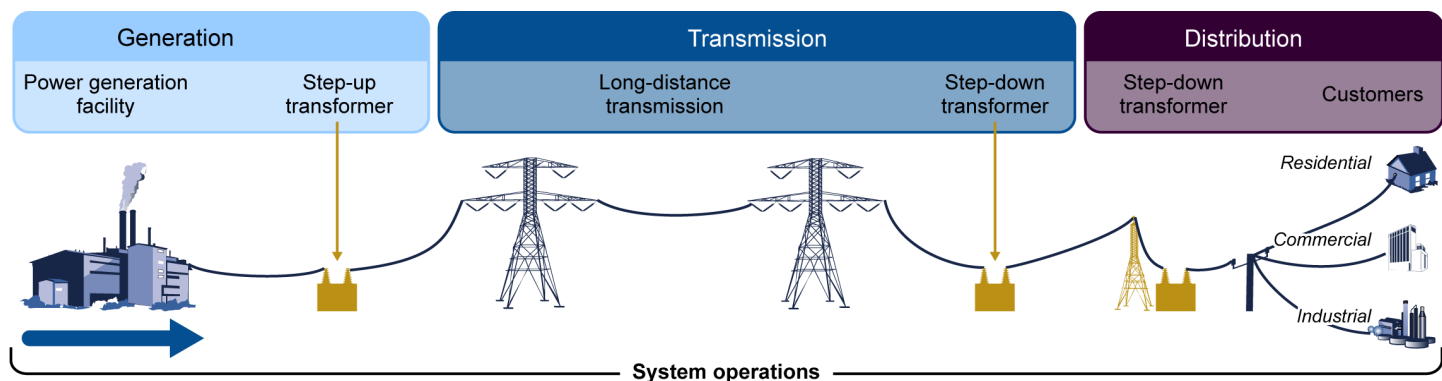 Generation
Transmission
Distribution
Power generation
facility
Step-up
transformer
Long-distance
transmission
Step-down
transformer
Step-down
transformer
Customers
Residential
Commercial
Industrial
System operations